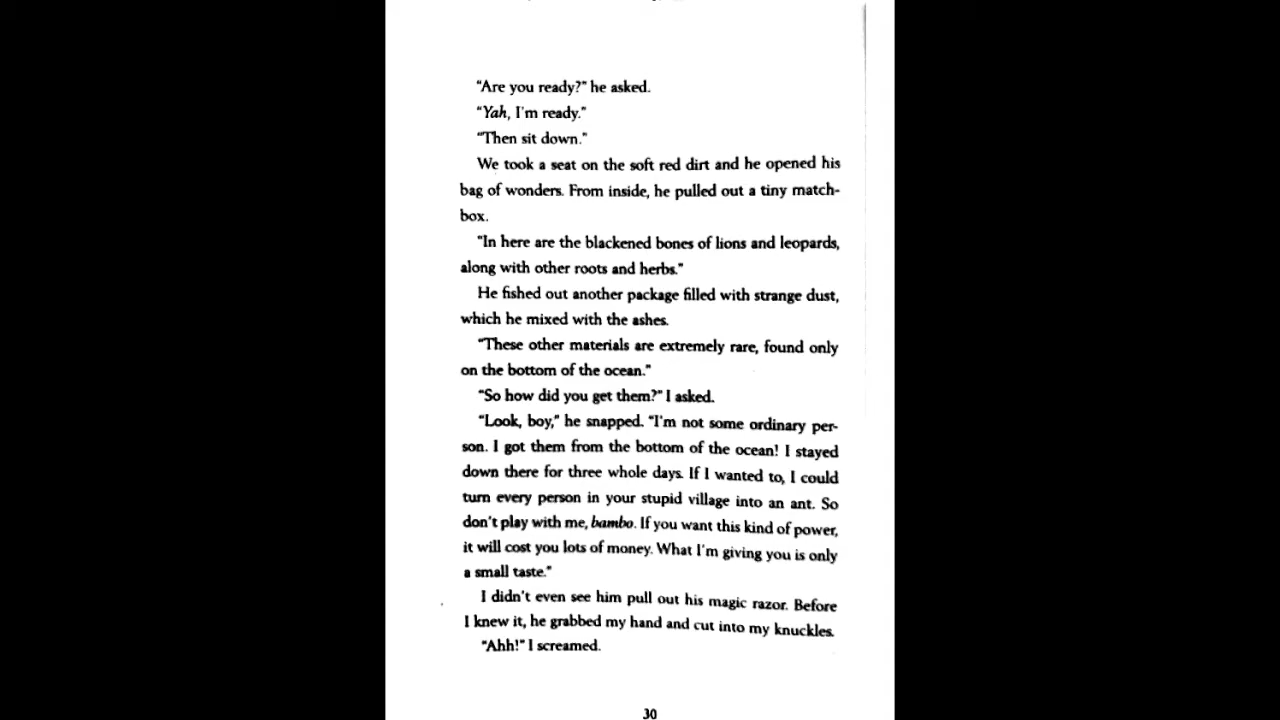 "Are you ready?" he asked.
"Yah, I'm ready."
"Then sit down."
We took a seat on the soft red dirt and he opened his
bag of wonders. From inside, he pulled out a tiny match-
box.
"In here are the blackened bones of lions and leopards,
along with other roots and herbs."
He fished out another package filled with strange dust,
which he mixed with the ashes.
"These other materials are extremely rare, found only
on the bottom of the ocean."
"So how did you get them?" I asked.
"Look, boy," he snapped. "I'm not some ordinary per-
son. I got them from the bottom of the ocean! I stayed
down there for three whole days. If I wanted to, I could
turn every person in your stupid village into an ant. So
don't play with me, bambo. If you want this kind of power,
it will cost you lots of money. What I'm giving you is only
a small taste."
I didn't even see him pull out his magic razor. Before
I knew it, he grabbed my hand and cut into my knuckles.
"Ahh!" I screamed.
30